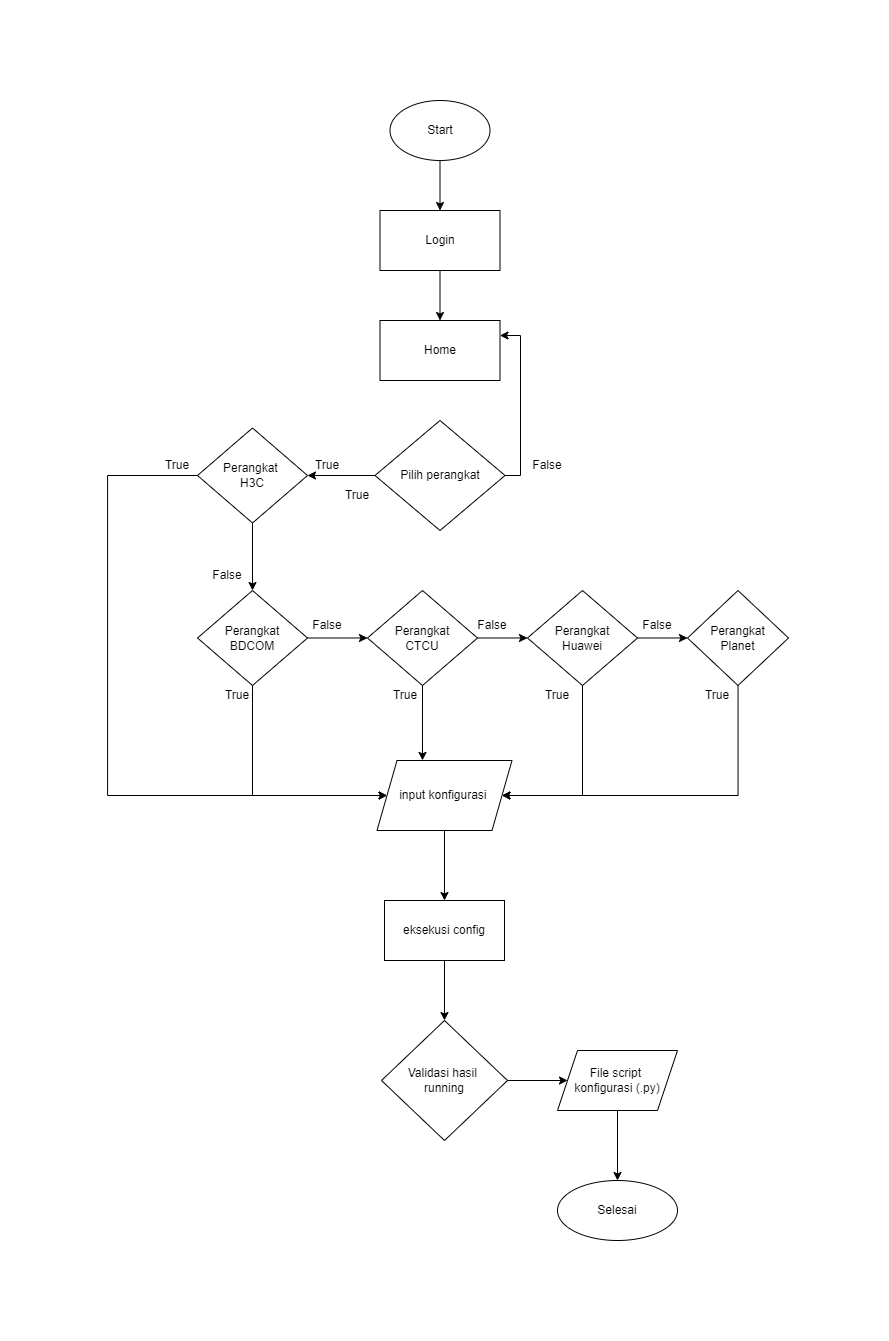 Start
Login
Home
True
Perangkat
H3C
True
Pilih perangkat
False
True
False
Perangkat
BDCOM
False
Perangkat
CTCU
False
Perangkat
Huawei
False
Perangkat
Planet
True
True
True
True
input konfigurasi
eksekusi config
Validasi hasil
running
File script
konfigurasi (.py)
Selesai